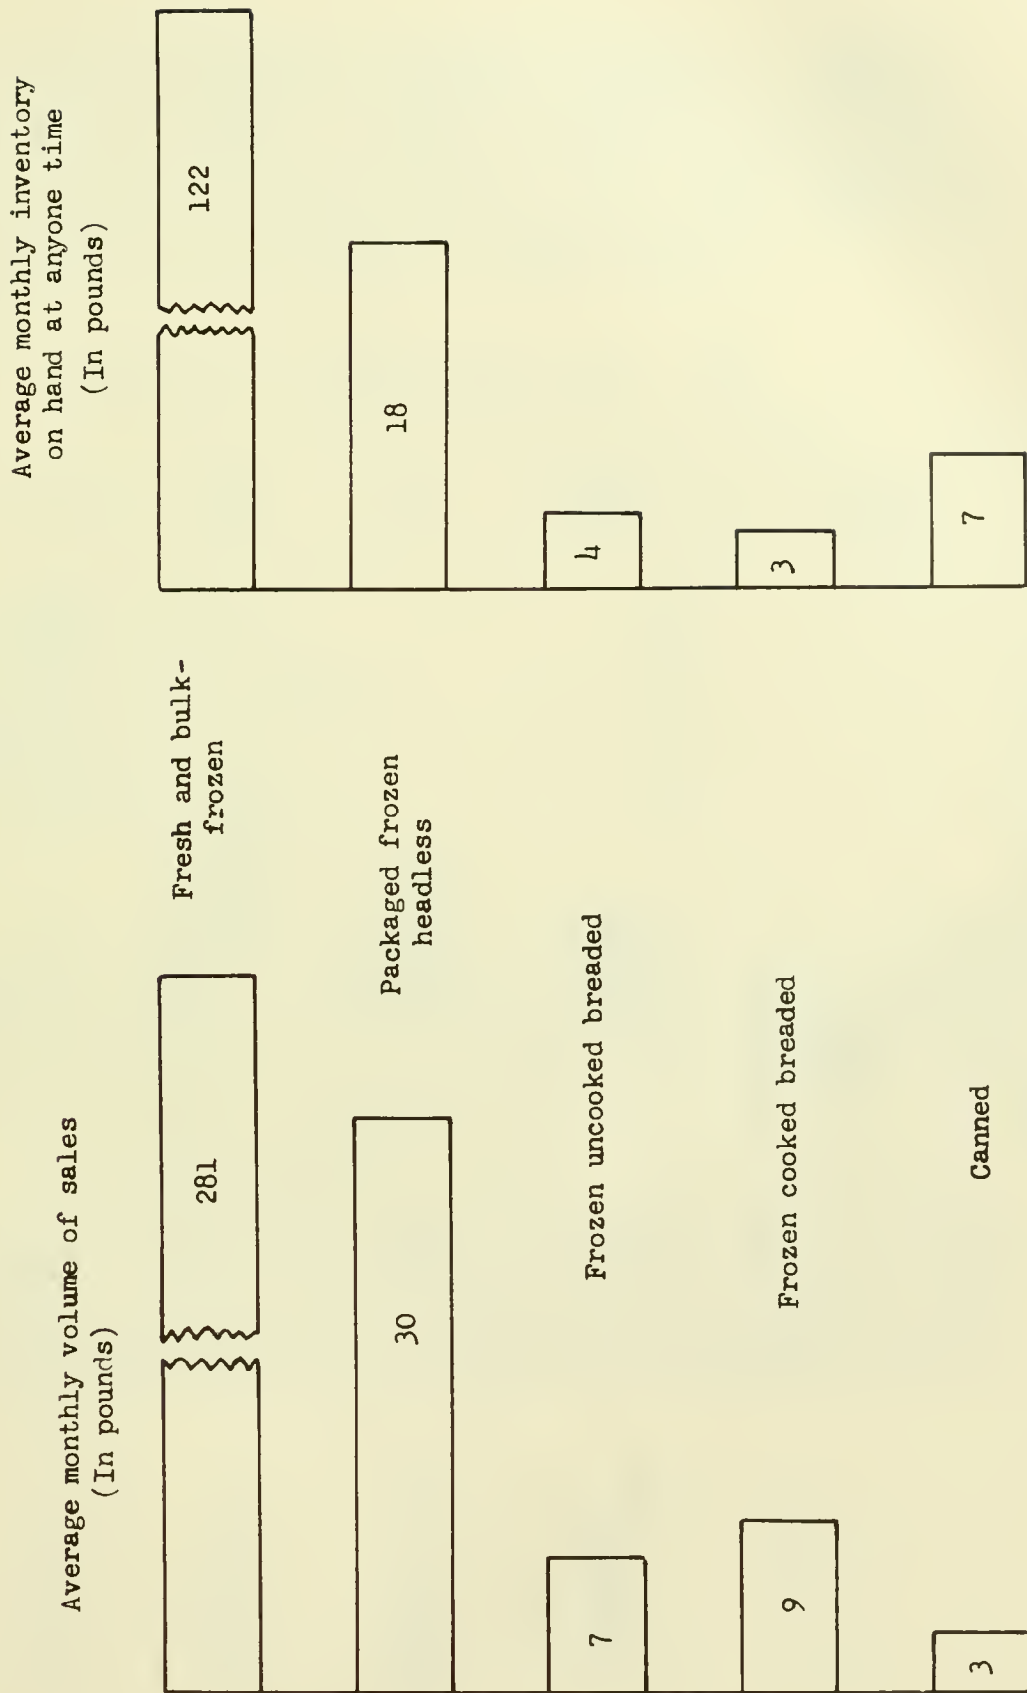 Average monthly volume of sales
(In pounds)
Average monthly inventory
on hand at anyone time
(In pounds)
281
Fresh and bulk-
frozen
122
30
Packaged frozen
headless
18
7
Frozen uncooked breaded
4
9
Frozen cooked breaded
3
3
Canned
7